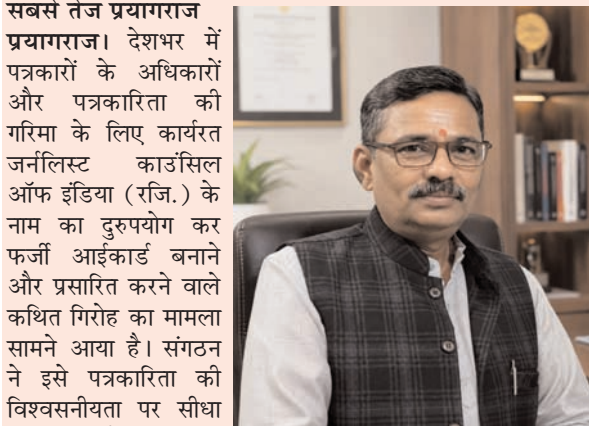 सबसे तेज प्रयागराज
प्रयागराज। देशभर में
पत्रकारों के अधिकारों
और पत्रकारिता की
गरिमा के लिए कार्यरत
जर्नलिस्ट काउंसिल
ऑफ इंडिया (रजि.) के
नाम का दुरुपयोग कर
फर्जी आईकार्ड बनाने
और प्रसारित करने वाले
कथित गिरोह का मामला
सामने आया है। संगठन
ने इसे पत्रकारिता की
विश्वसनीयता पर सीधा